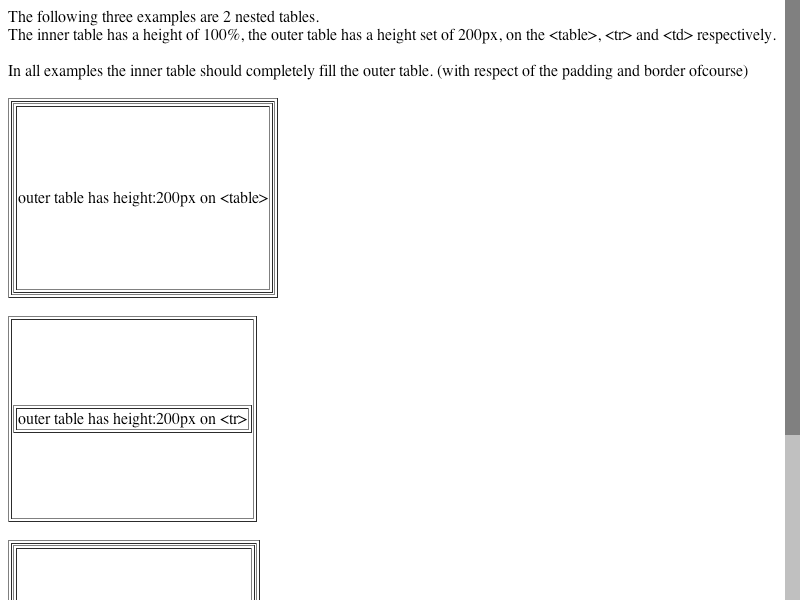 The following three examples are 2 nested tables.
The inner table has a height of 100%, the outer table has a height set of 200px, on the <table>, <tr> and <td> respectively.
In all examples the inner table should completely fill the outer table. (with respect of the padding and border ofcourse)
outer table has height:200px on <table>
outer table has height:200px on <tr>